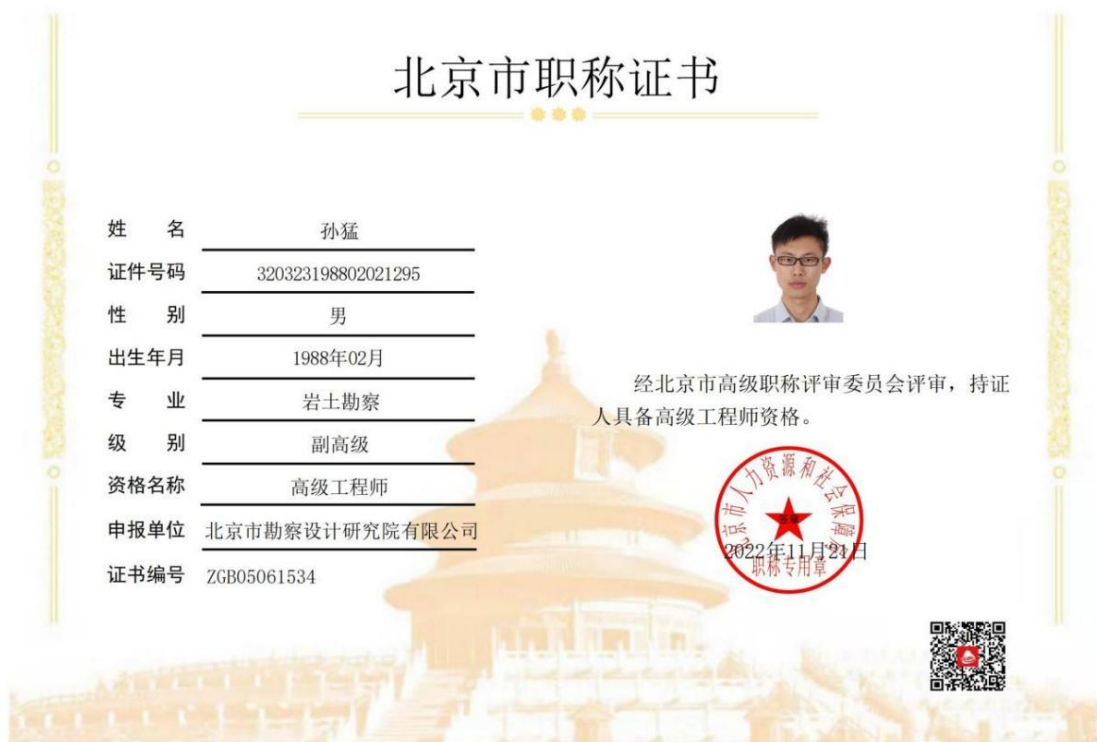 北京市职称证书
姓 名 孙猛
证件号码 320323198802021295
性 别 男
出生年月 1988年02月
专 业 岩土勘察
级 别 副高级
资格名称 高级工程师
申报单位 北京市勘察设计研究院有限公司
证书编号 ZGB05061534
经北京市高级职称评审委员会评审，持证
人具备高级工程师资格。
北京市人力资源和社会保障局
2022年11月21日
职称专用章